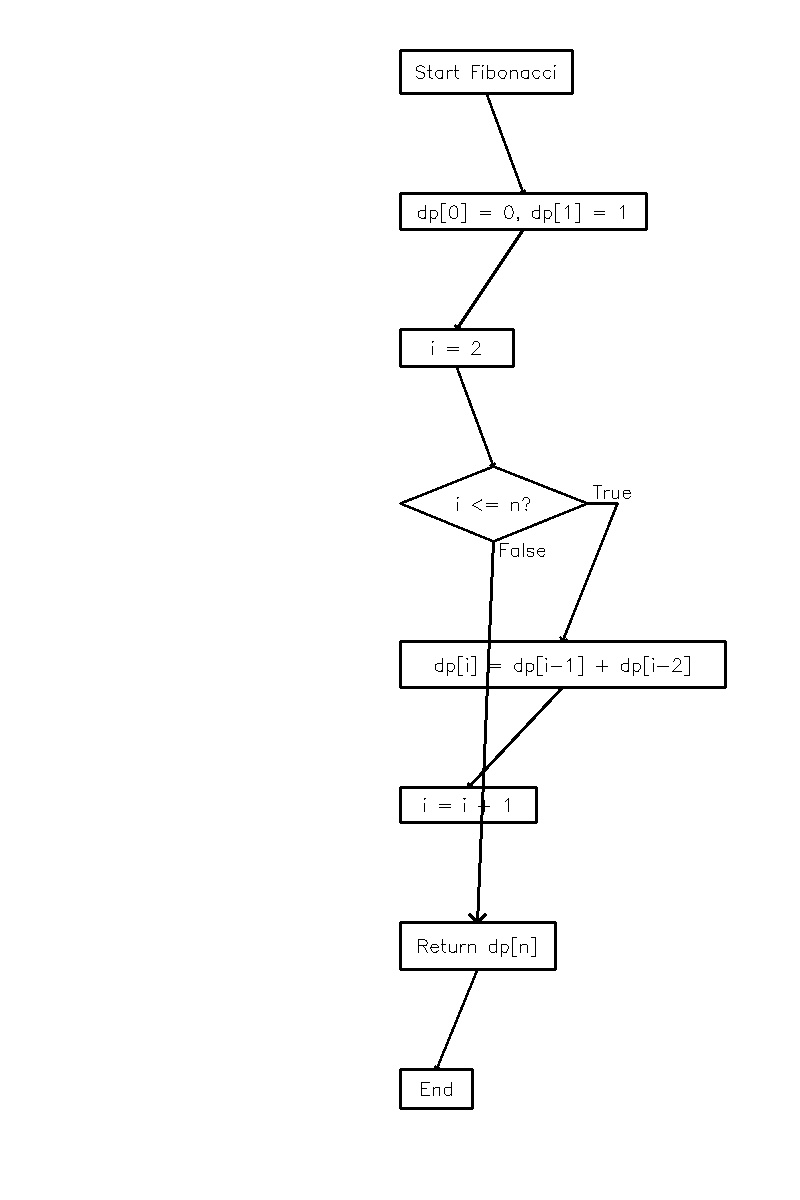 Start Fibonacci
dp[0] = 0, dp[1] = 1
i = 2
i <= n?
True
False
dp[i] = dp[i-1] + dp[i-2]
i = i + 1
Return dp[n]
End